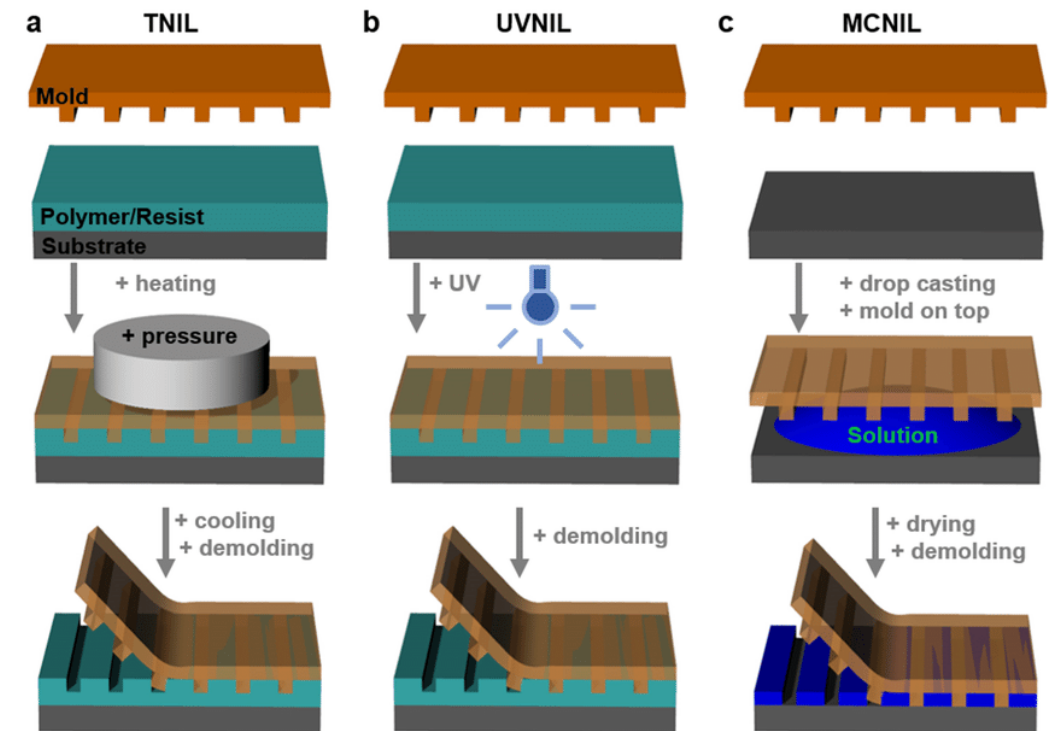 a TNIL
Mold
Polymer/Resist
Substrate
+ heating
+ pressure
+ cooling
+ demolding
b UVNIL
+ UV
+ demolding
c MCNIL
+ drop casting
+ mold on top
Solution
+ drying
+ demolding